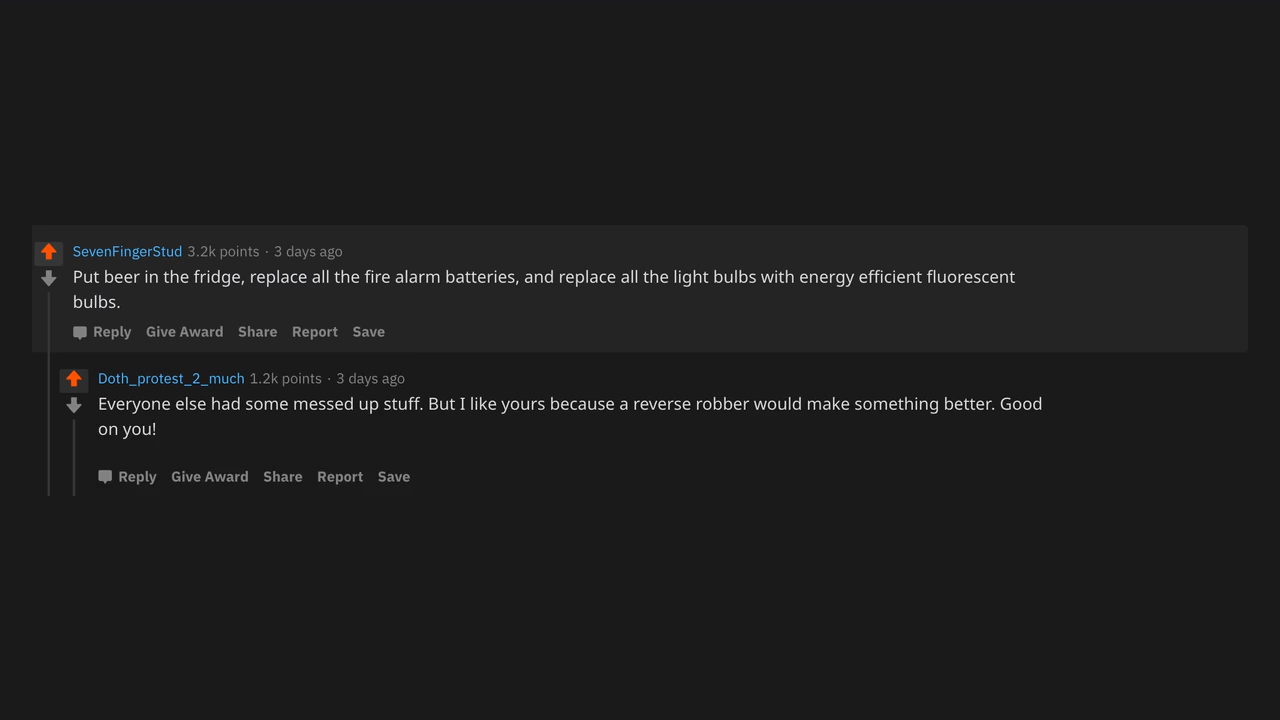 SevenFingerStud 3.2k points · 3 days ago
Put beer in the fridge, replace all the fire alarm batteries, and replace all the light bulbs with energy efficient fluorescent
bulbs.
Reply Give Award Share Report Save
Doth_protest_2_much 1.2k points · 3 days ago
Everyone else had some messed up stuff. But I like yours because a reverse robber would make something better. Good
on you!
Reply Give Award Share Report Save